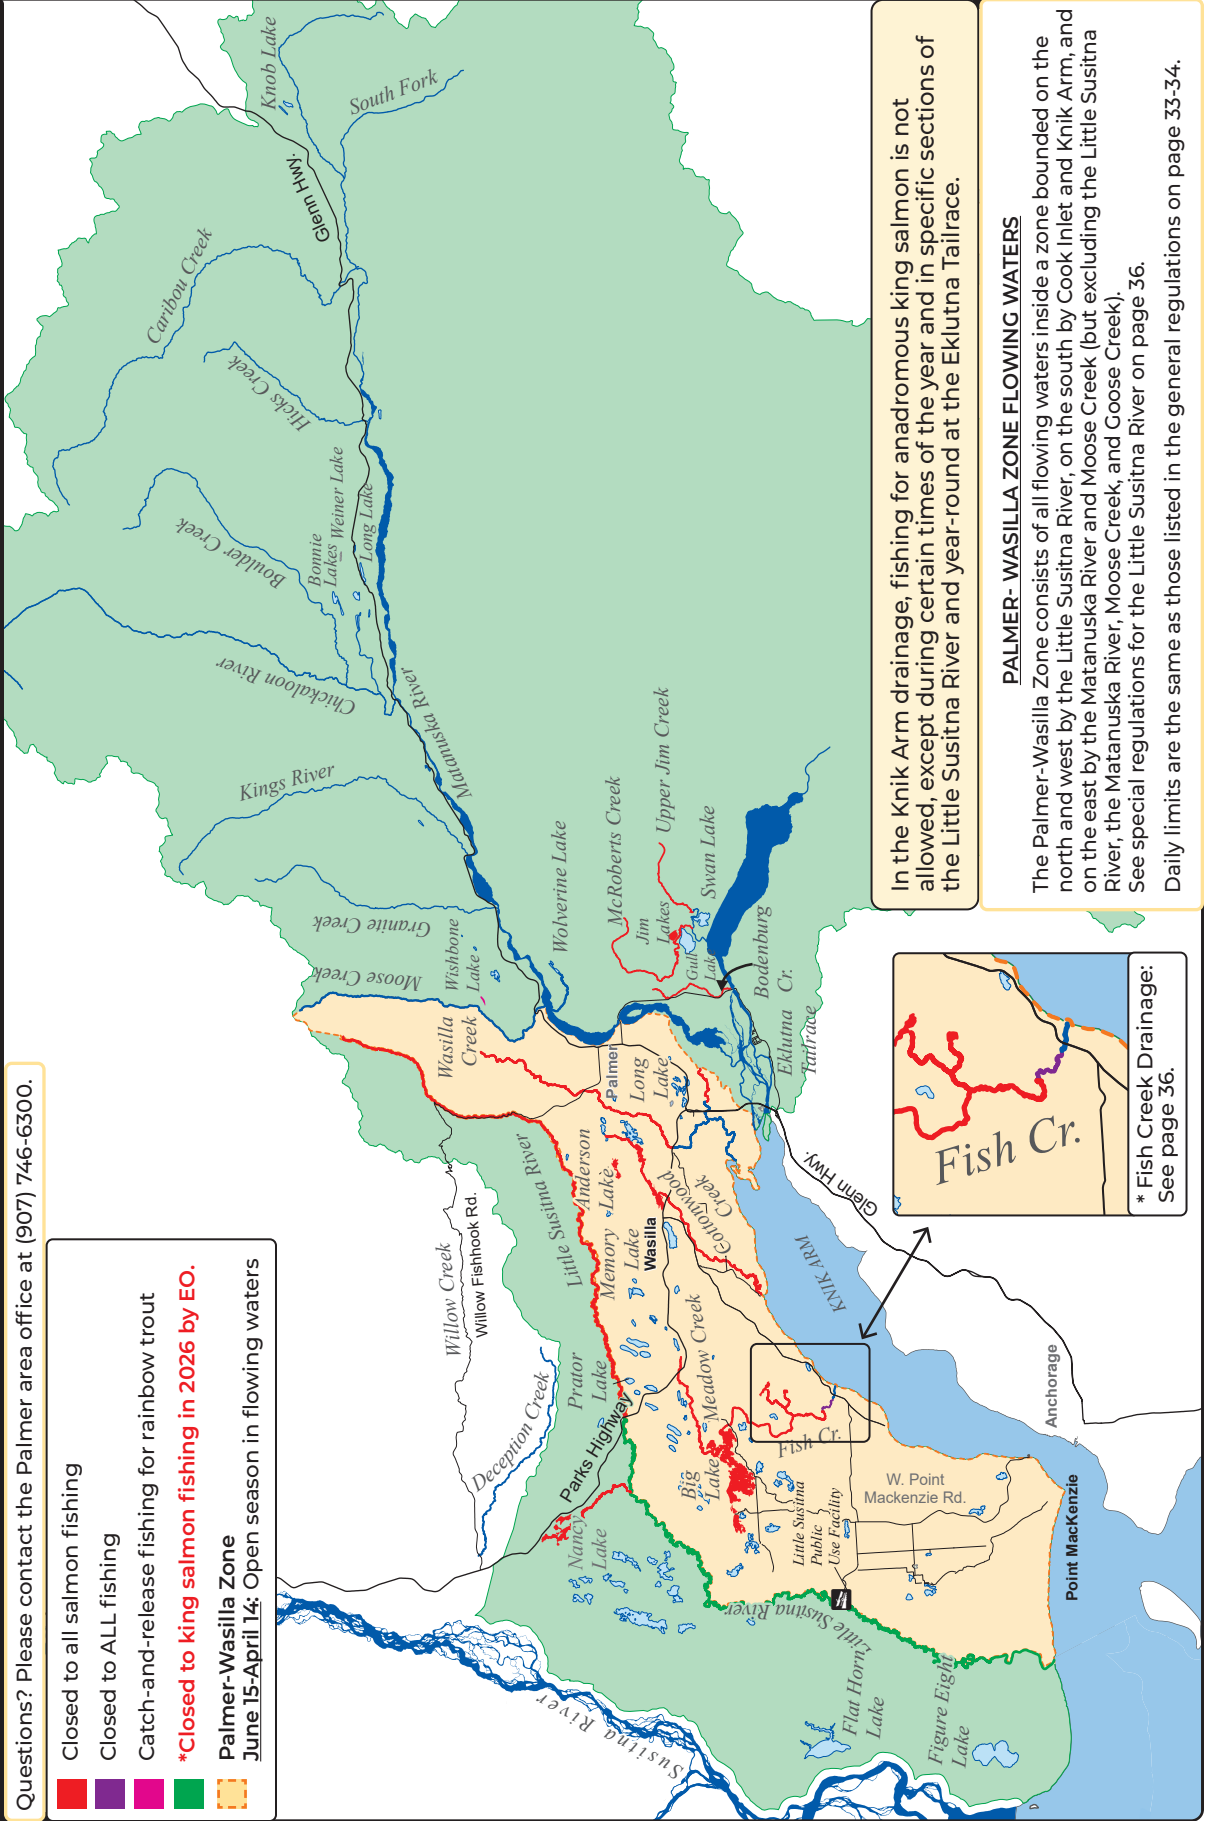 Questions? Please contact the Palmer area office at (907) 746-6300.
Closed to all salmon fishing
Closed to ALL fishing
Catch-and-release fishing for rainbow trout
*Closed to king salmon fishing in 2026 by EO.
Palmer-Wasilla Zone
June 15-April 14: Open season in flowing waters
Knob Lake
South Fork
Glenn Hwy.
Caribou Creek
Hicks Creek
Boulder Creek
Bonnie
Lakes
Weiner Lake
Long Lake
Chickaloon River
Matanuska River
Kings River
Granite Creek
Moose Creek
Wishbone
Lake
Wolverine Lake
McRoberts Creek
Upper Jim Creek
Jim
Lakes
Swan Lake
Gull
Lake
Bodenburg
Cr.
Eklutna
Tailrace
Wasilla
Creek
Palmer
Long
Lake
Willow Creek
Willow Fishhook Rd.
Little Susitna River
Anderson
Lake
Memory
Lake
Wasilla
Cottonwood
Creek
Glenn Hwy.
KNIK ARM
Deception Creek
Prator
Lake
Parks Highway
Meadow Creek
Big
Lake
Fish Cr.
Nancy
Lake
Little Susitna
Public
Use Facility
W. Point
Mackenzie Rd.
Anchorage
Point MacKenzie
Little Susitna River
Susitna River
Flat Horn
Lake
Figure Eight
Lake
Fish Cr.
* Fish Creek Drainage:
See page 36.
In the Knik Arm drainage, fishing for anadromous king salmon is not
allowed, except during certain times of the year and in specific sections of
the Little Susitna River and year-round at the Eklutna Tailrace.
PALMER- WASILLA ZONE FLOWING WATERS
The Palmer-Wasilla Zone consists of all flowing waters inside a zone bounded on the
north and west by the Little Susitna River, on the south by Cook Inlet and Knik Arm, and
on the east by the Matanuska River and Moose Creek (but excluding the Little Susitna
River, the Matanuska River, Moose Creek, and Goose Creek).
See special regulations for the Little Susitna River on page 36.
Daily limits are the same as those listed in the general regulations on page 33-34.